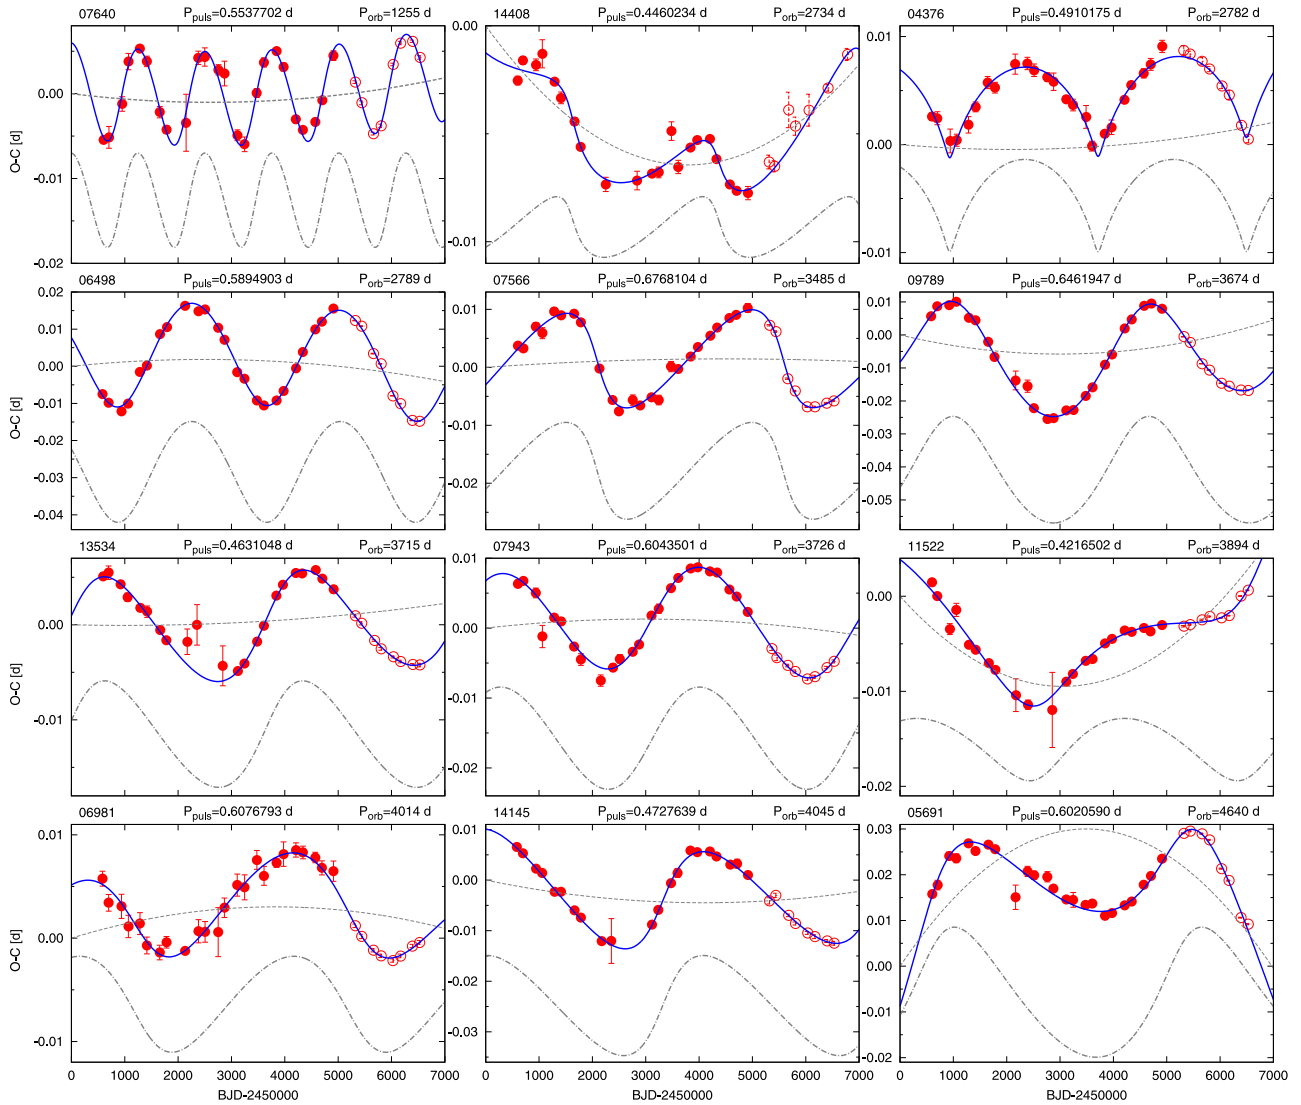 07640 P_puls=0.5537702 d P_orb=1255 d
14408 P_puls=0.4460234 d P_orb=2734 d
04376 P_puls=0.4910175 d P_orb=2782 d
O-C [d]
0.00
-0.01
-0.02
0.00
-0.01
0.01
0.00
-0.01
06498 P_puls=0.5894903 d P_orb=2789 d
07566 P_puls=0.6768104 d P_orb=3485 d
09789 P_puls=0.6461947 d P_orb=3674 d
O-C [d]
0.02
0.01
0.00
-0.01
-0.02
-0.03
-0.04
0.01
0.00
-0.01
-0.02
0.01
0.00
-0.01
-0.02
-0.03
-0.04
-0.05
13534 P_puls=0.4631048 d P_orb=3715 d
07943 P_puls=0.6043501 d P_orb=3726 d
11522 P_puls=0.4216502 d P_orb=3894 d
O-C [d]
0.00
-0.01
0.01
0.00
-0.01
-0.02
0.00
-0.01
-0.02
06981 P_puls=0.6076793 d P_orb=4014 d
14145 P_puls=0.4727639 d P_orb=4045 d
05691 P_puls=0.6020590 d P_orb=4640 d
O-C [d]
0.01
0.00
-0.01
0.01
0.00
-0.01
-0.02
-0.03
0.03
0.02
0.01
0.00
-0.01
-0.02
0 1000 2000 3000 4000 5000 6000 7000
0 1000 2000 3000 4000 5000 6000 7000
0 1000 2000 3000 4000 5000 6000 7000
BJD-2450000
BJD-2450000
BJD-2450000